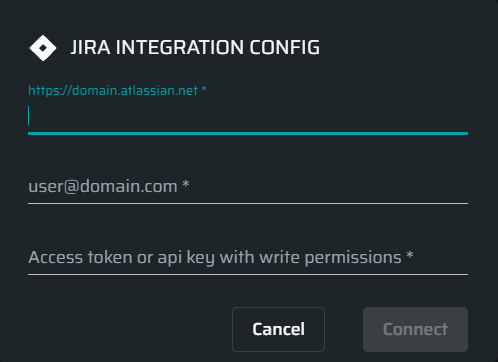 JIRA INTEGRATION CONFIG
https://domain.atlassian.net *
user@domain.com *
Access token or api key with write permissions *
Cancel
Connect